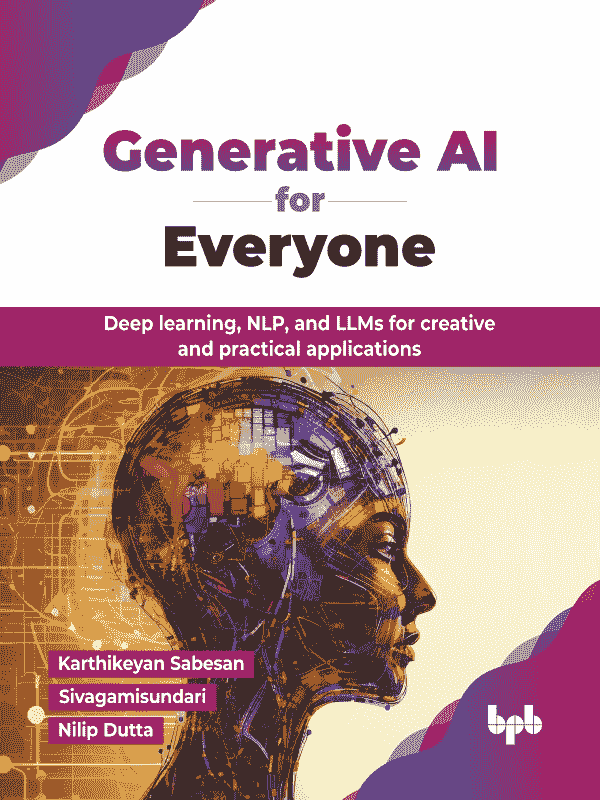 Generative AI
for
Everyone
Deep learning, NLP, and LLMs for creative
and practical applications
Karthikeyan Sabesan
Sivagamisundari
Nilip Dutta
bpb